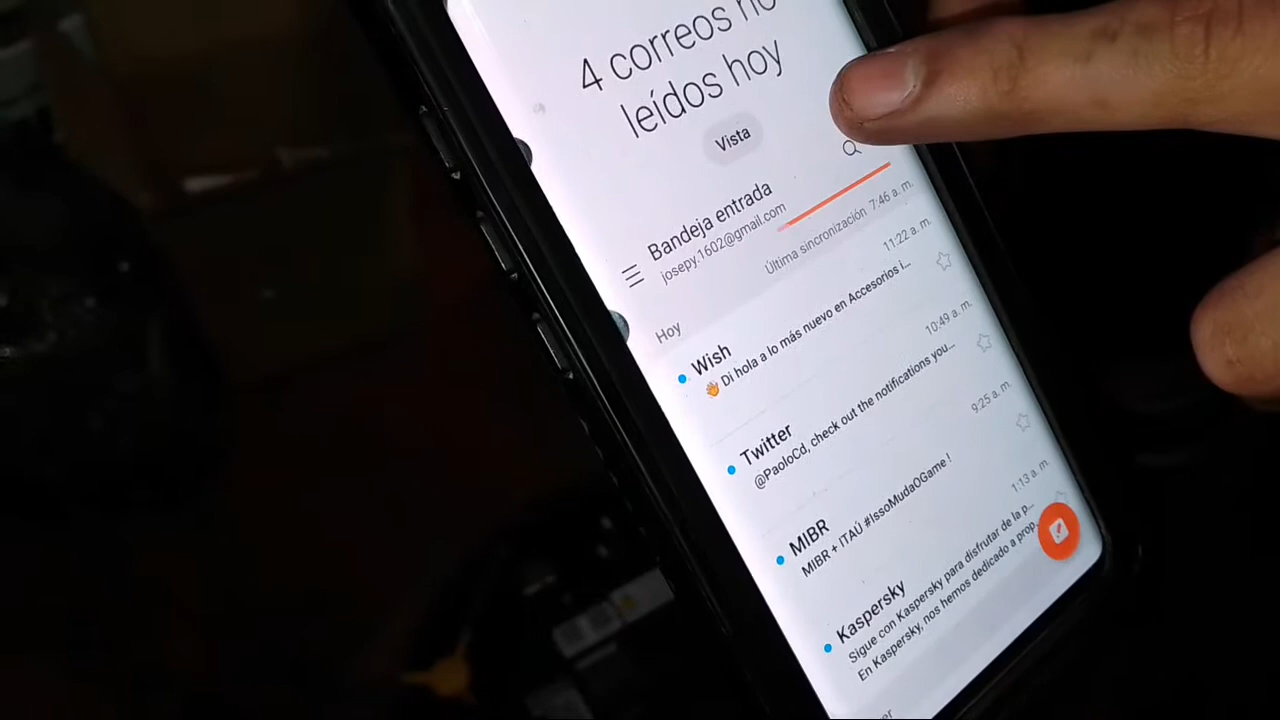 4 correos no
leídos hoy
Vista
Bandeja entrada
josepy.1602@gmail.com
Última sincronización 7:46 a. m.
Hoy
Wish
11:22 a. m.
👋 Di hola a lo más nuevo en Accesorios i...
Twitter
10:49 a. m.
@PaoloCd, check out the notifications you...
MIBR
9:25 a. m.
MIBR + ITAÚ #IssoMudaOGame !
Kaspersky
1:13 a. m.
Sigue con Kaspersky para disfrutar de la p...
En Kaspersky, nos hemos dedicado a prop...